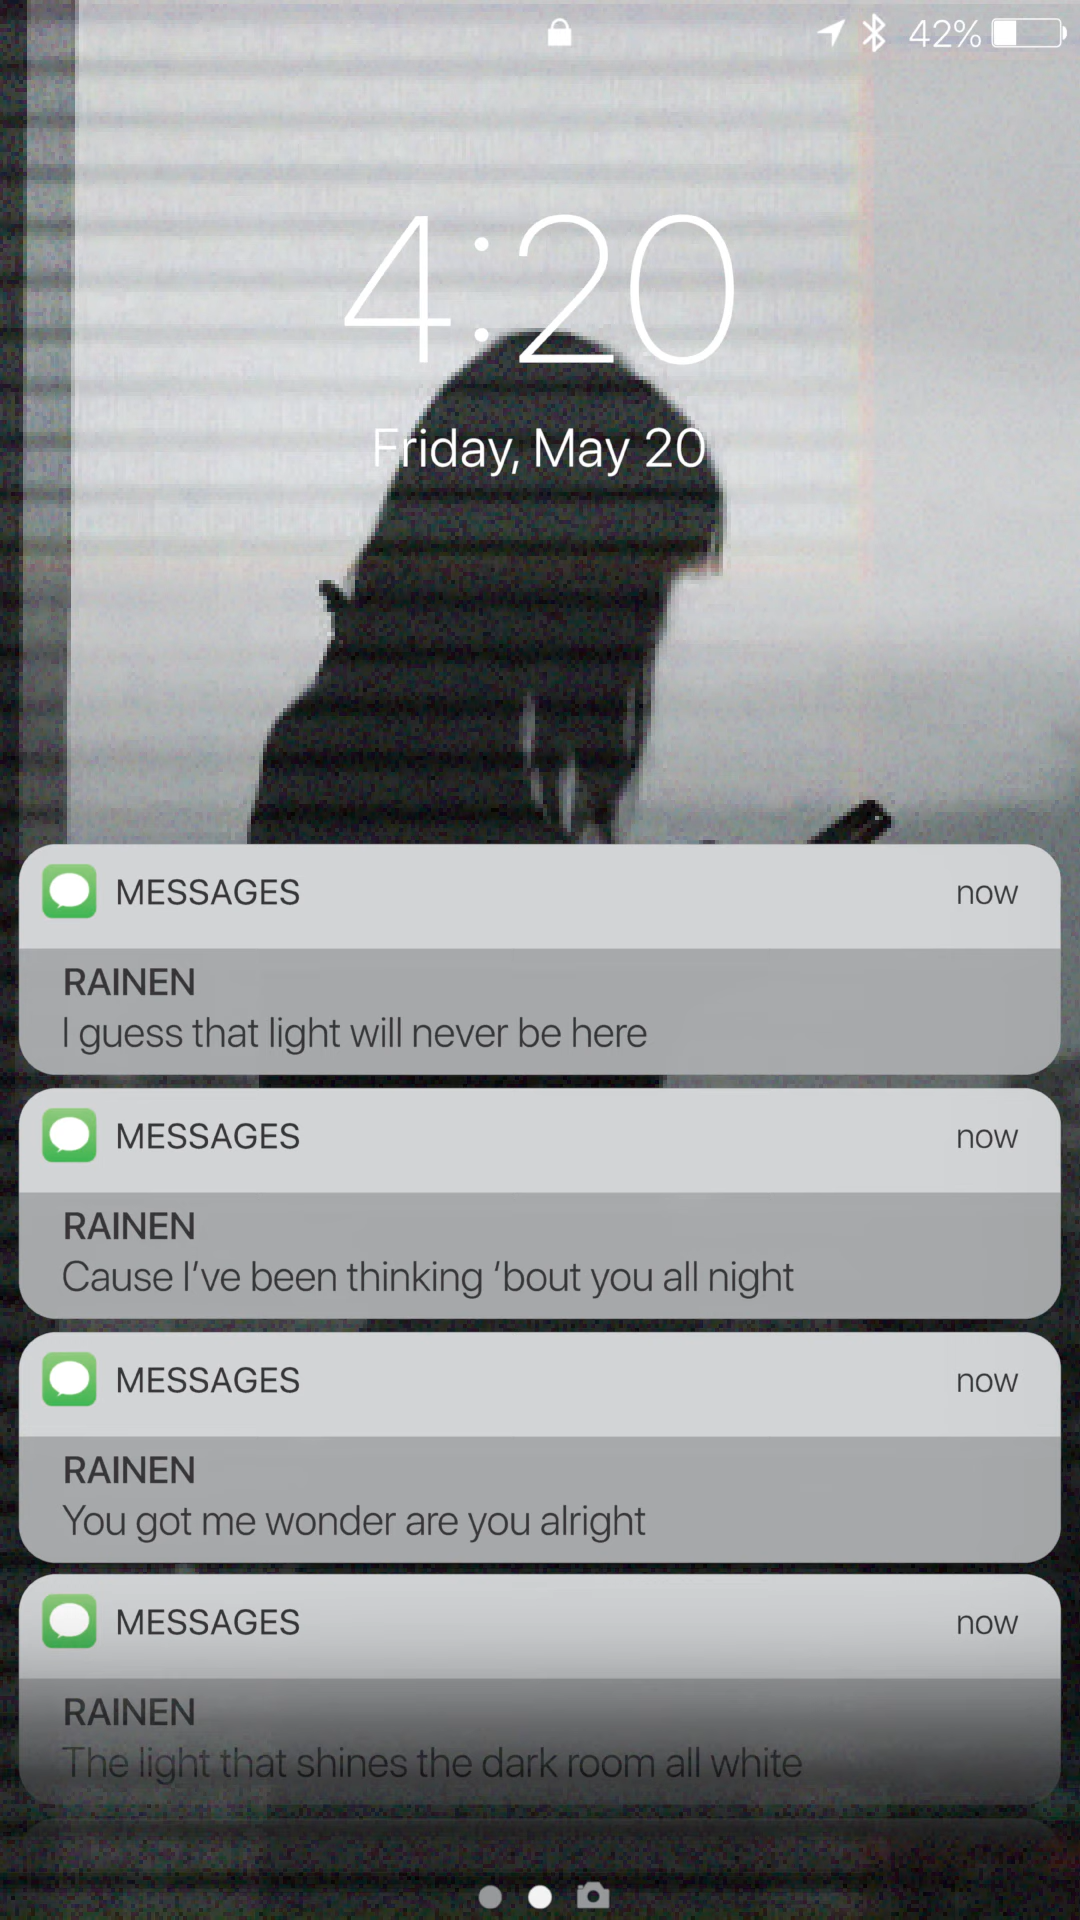 42%
4:20
Friday, May 20
MESSAGES now
RAINEN
I guess that light will never be here
MESSAGES now
RAINEN
Cause I’ve been thinking ’bout you all night
MESSAGES now
RAINEN
You got me wonder are you alright
MESSAGES now
RAINEN
The light that shines the dark room all white